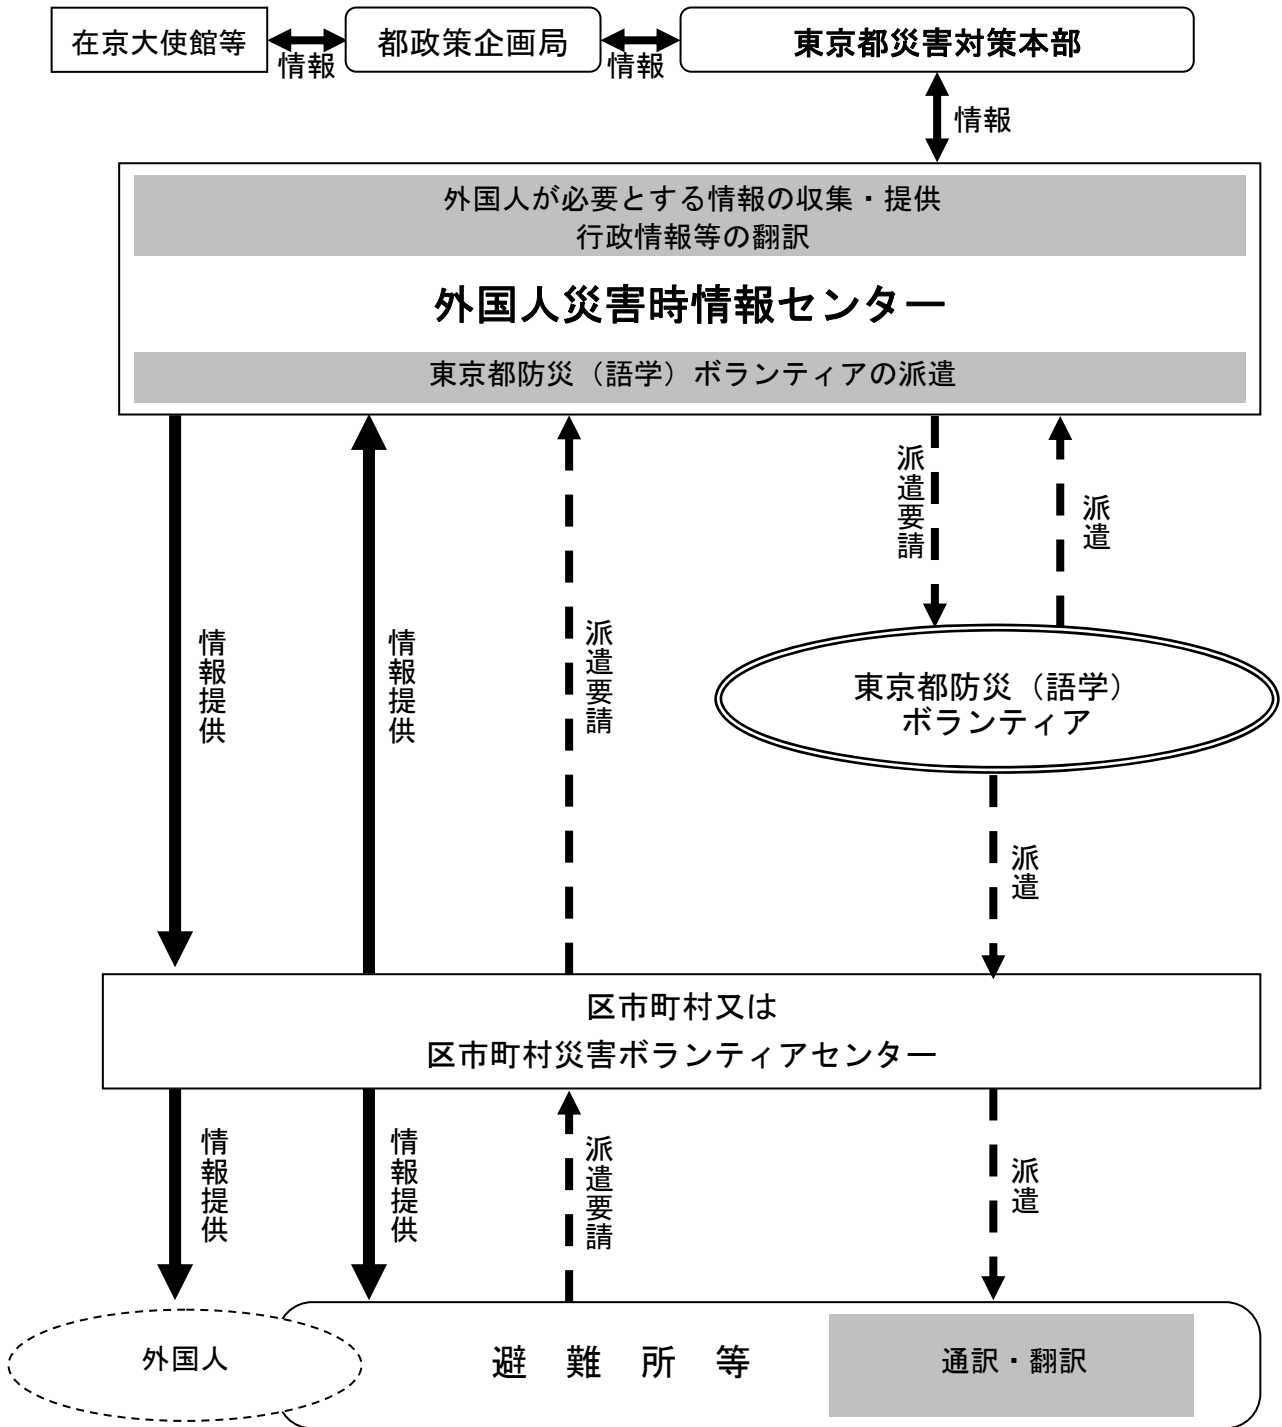 在京大使館等
情報
都政策企画局
情報
東京都災害対策本部
情報
外国人が必要とする情報の収集・提供
行政情報等の翻訳
外国人災害時情報センター
東京都防災（語学）ボランティアの派遣
情報提供
情報提供
派遣要請
派遣要請
派遣
東京都防災（語学）
ボランティア
派遣
区市町村又は
区市町村災害ボランティアセンター
情報提供
情報提供
派遣要請
派遣
外国人
避難所等
通訳・翻訳